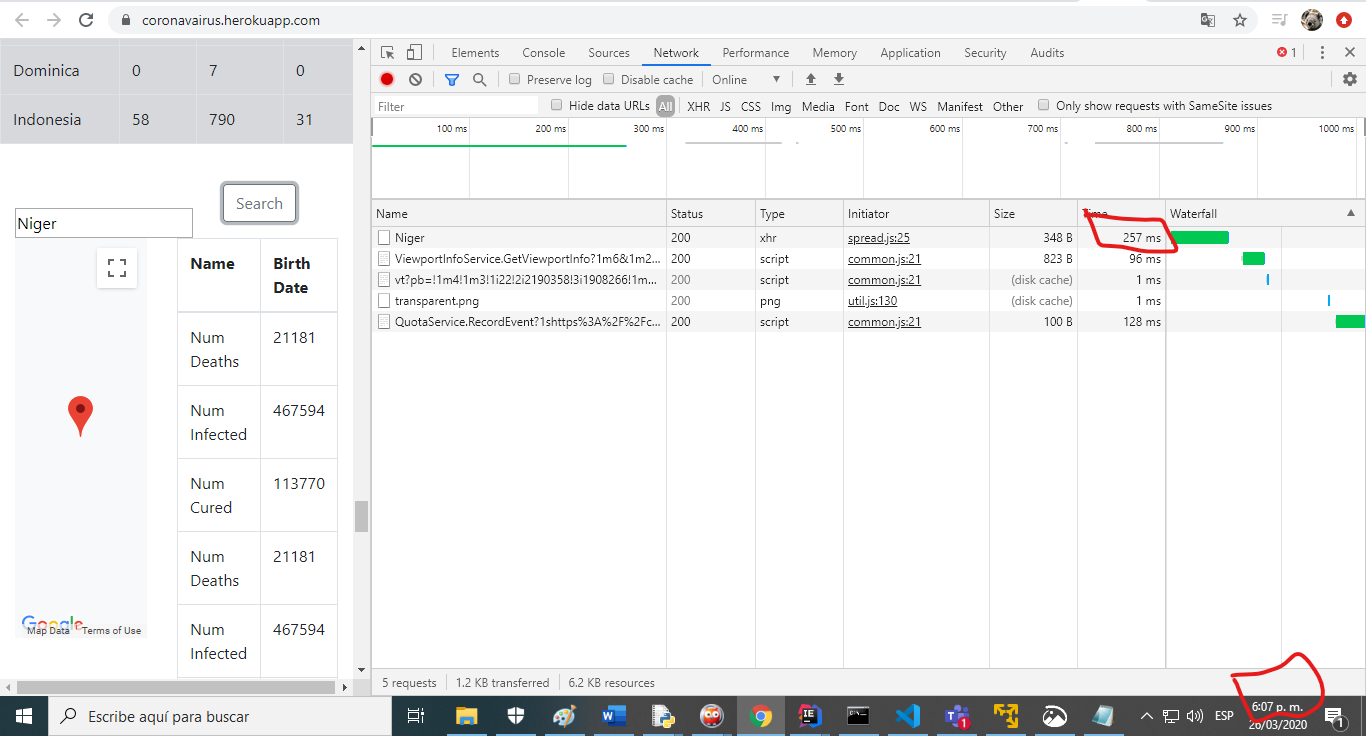 coronavairus.herokuapp.com
Dominica 0 7 0
Indonesia 58 790 31
Search
Niger
Name Birth Date
Num Deaths 21181
Num Infected 467594
Num Cured 113770
Num Deaths 21181
Num Infected 467594
Google
Map Data Terms of Use
Elements Console Sources Network Performance Memory Application Security Audits 1
Preserve log Disable cache Online
Filter Hide data URLs All XHR JS CSS Img Media Font Doc WS Manifest Other Only show requests with SameSite issues
100 ms 200 ms 300 ms 400 ms 500 ms 600 ms 700 ms 800 ms 900 ms 1000 ms
Name Status Type Initiator Size Time Waterfall
Niger 200 xhr spread.js:25 348 B 257 ms
ViewportInfoService.GetViewportInfo?1m6&1m2... 200 script common.js:21 823 B 96 ms
vt?pb=!1m4!1m3!1i22!2i2190358!3i1908266!1m... 200 script common.js:21 (disk cache) 1 ms
transparent.png 200 png util.js:130 (disk cache) 1 ms
QuotaService.RecordEvent?1shttps%3A%2F%2Fc... 200 script common.js:21 100 B 128 ms
5 requests 1.2 KB transferred 6.2 KB resources
Escribe aquí para buscar
ESP
6:07 p. m.
26/03/2020
1